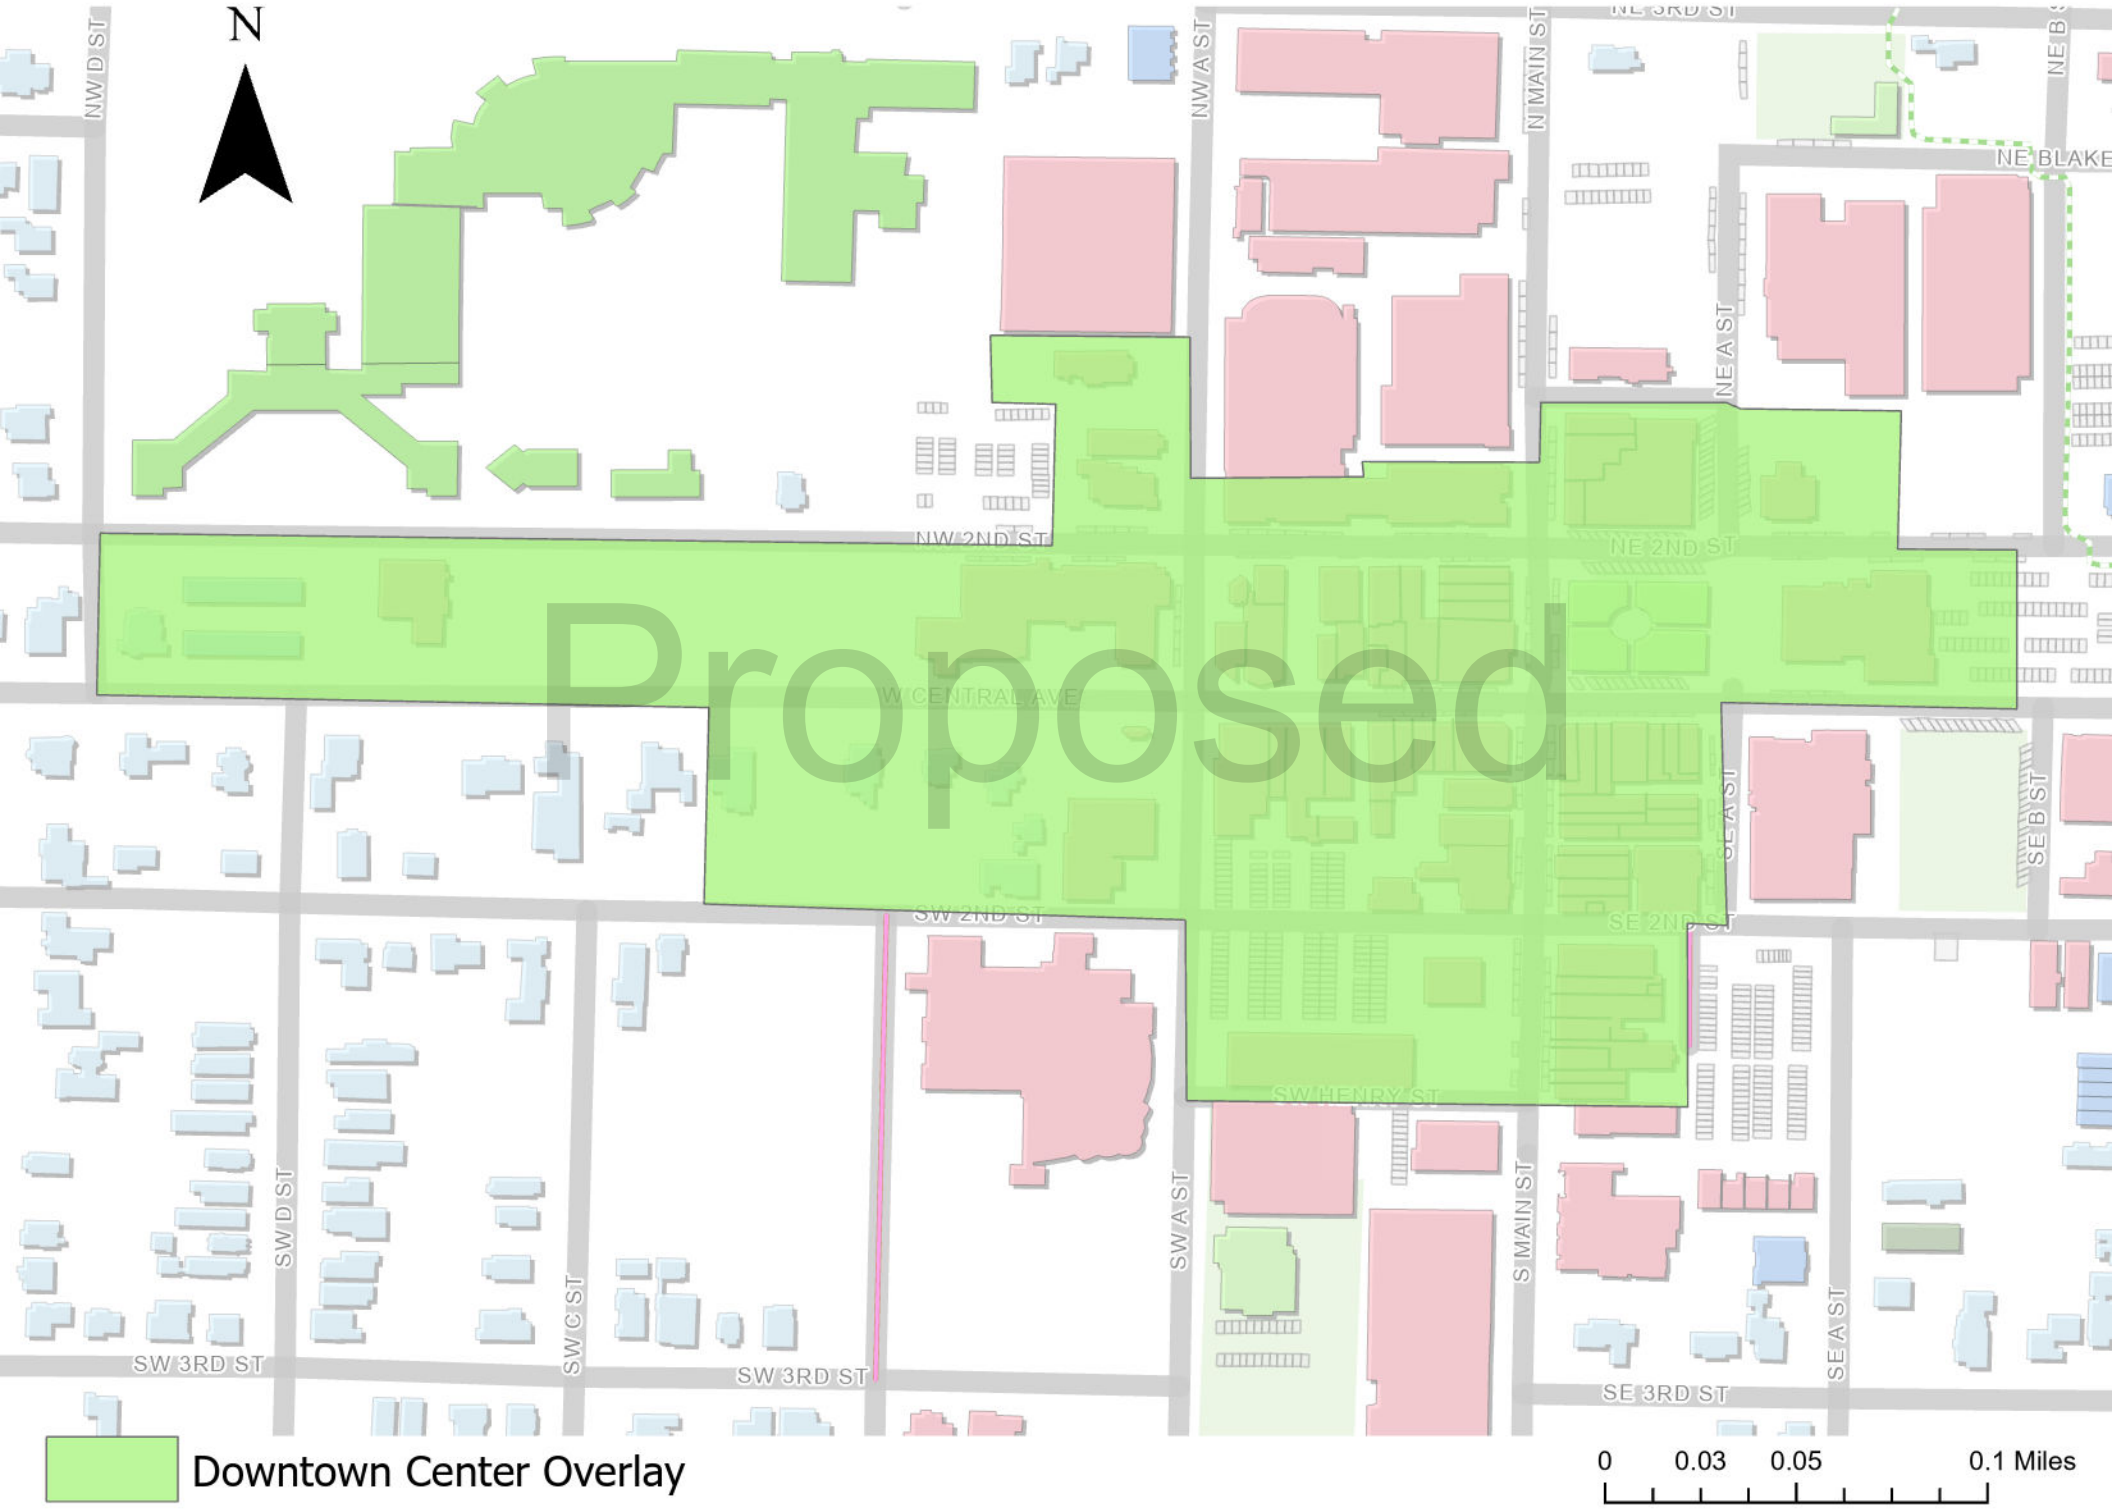 NE 3RD ST
N
NW D ST
NW A ST
N MAIN ST
NE B S
NE BLAKE
NE A ST
NW 2ND ST
NE 2ND ST
Proposed
W CENTRAL AVE
SE A ST
SE B ST
SW 2ND ST
SE 2ND ST
SW HENRY ST
SW D ST
SW C ST
SW A ST
S MAIN ST
SE A ST
SW 3RD ST
SW 3RD ST
SE 3RD ST
Downtown Center Overlay
0 0.03 0.05 0.1 Miles